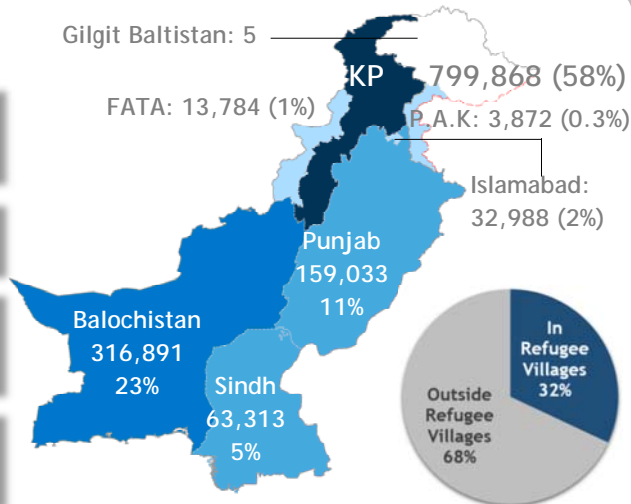 Gilgit Baltistan: 5
KP 799,868 (58%)
FATA: 13,784 (1%)
P.A.K: 3,872 (0.3%)
Islamabad:
32,988 (2%)
Punjab
159,033
11%
Balochistan
316,891
23%
Sindh
63,313
5%
In
Refugee
Villages
32%
Outside
Refugee
Villages
68%